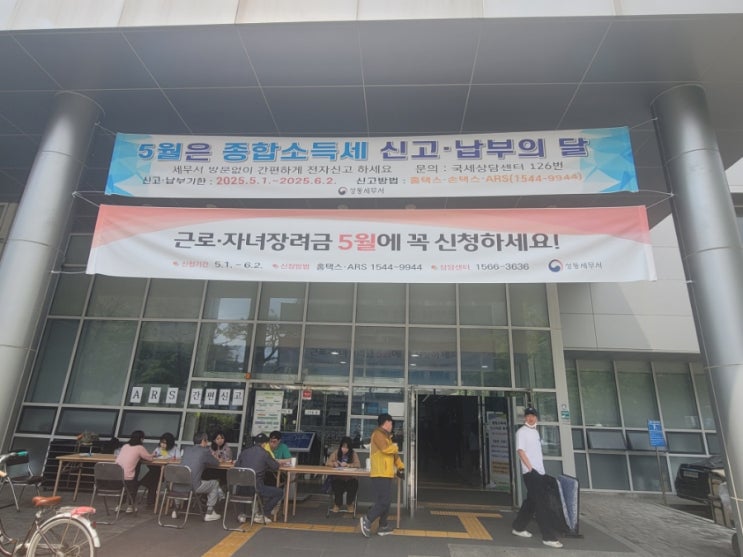 5월은 종합소득세 신고·납부의 달
세무서 방문없이 간편하게 전자신고 하세요 문의 : 국세상담센터 126번
신고·납부기한 : 2025.5.1.~2025.6.2. 신고방법 : 홈택스·손택스·ARS(1544-9944)
성동세무서
근로·자녀장려금 5월에 꼭 신청하세요!
신청기간 5.1. ~ 6.2. 신청방법 홈택스·ARS 1544-9944 상담센터 1566-3636 성동세무서
ARS 간편신고